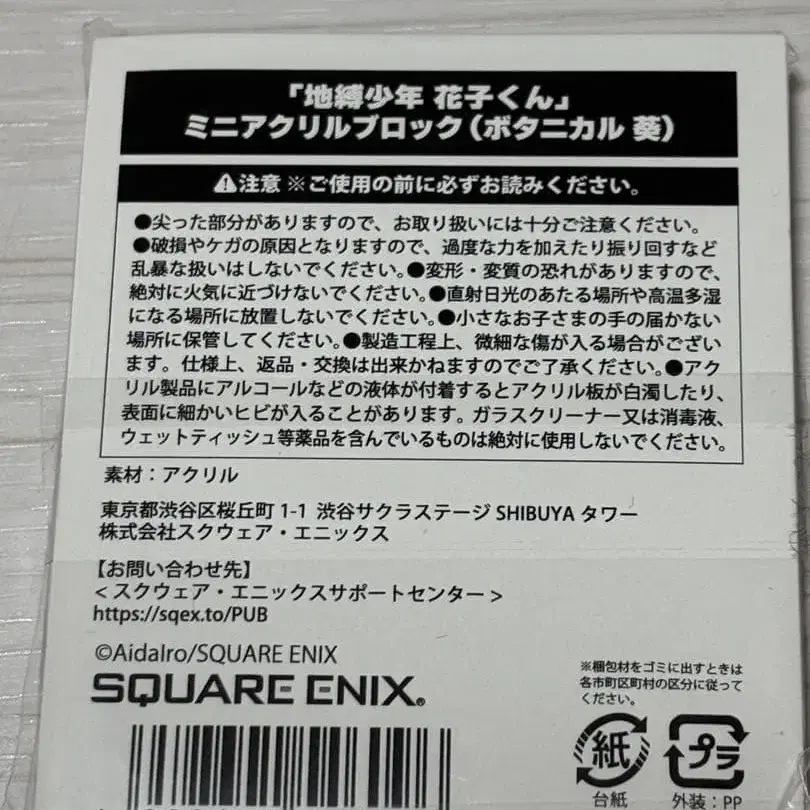 「地縛少年 花子くん」
ミニアクリルブロック（ボタニカル 葵）
⚠注意 ※ご使用の前に必ずお読みください。
●尖った部分がありますので、お取り扱いには十分ご注意ください。
●破損やケガの原因となりますので、過度な力を加えたり振り回すなど
乱暴な扱いはしないでください。●変形・変質の恐れがありますので、
絶対に火気に近づけないでください。●直射日光のあたる場所や高温多湿
になる場所に放置しないでください。●小さなお子さまの手の届かない
場所に保管してください。●製造工程上、微細な傷が入る場合がござい
ます。仕様上、返品・交換は出来かねますのでご了承ください。●アク
リル製品にアルコールなどの液体が付着するとアクリル板が白濁したり、
表面に細かいヒビが入ることがあります。ガラスクリーナー又は消毒液、
ウェットティッシュ等薬品を含んでいるものは絶対に使用しないでください。
素材：アクリル
東京都渋谷区桜丘町 1-1 渋谷サクラステージ SHIBUYA タワー
株式会社スクウェア・エニックス
【お問い合わせ先】
< スクウェア・エニックスサポートセンター >
https://sqex.to/PUB
©AidaIro/SQUARE ENIX
SQUARE ENIX®
※梱包材をゴミに出すときは
各市町区町村の区分に従って
ください。
紙
台紙
プラ
外装：PP